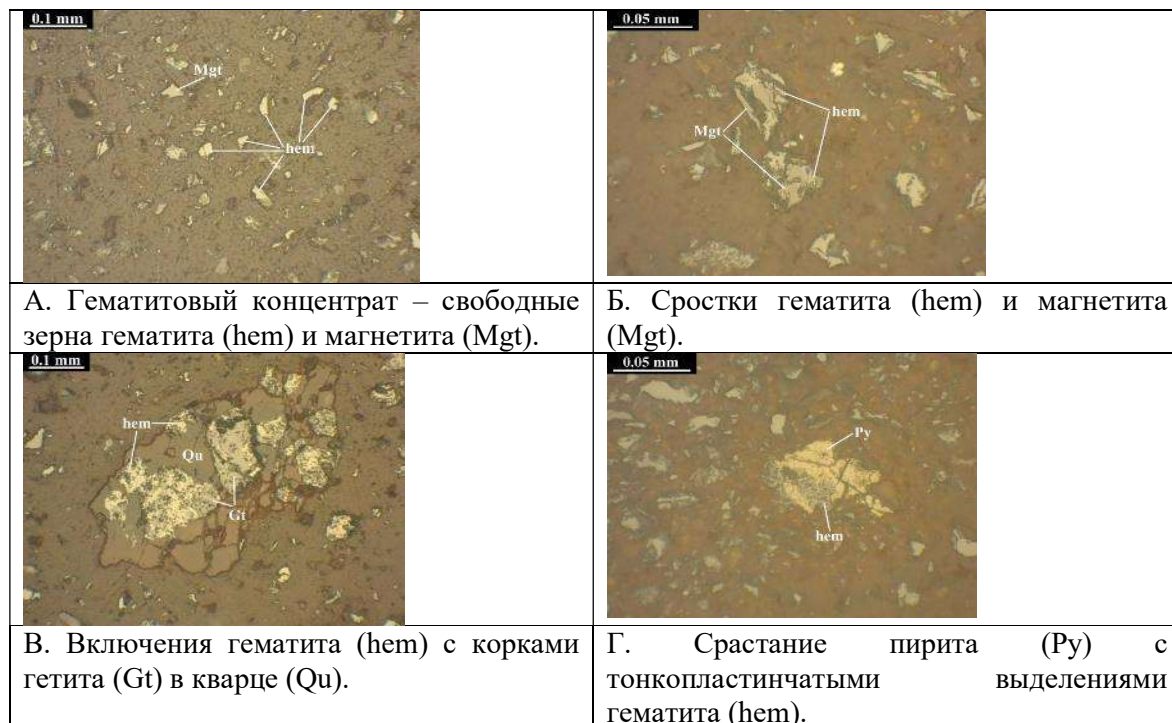 0.1 mm
Mgt
hem
0.05 mm
hem
Mgt
А. Гематитовый концентрат – свободные
зерна гематита (hem) и магнетита (Mgt).
Б. Сростки гематита (hem) и магнетита
(Mgt).
0.1 mm
hem
Qu
Gt
0.05 mm
Py
hem
В. Включения гематита (hem) с корками
гетита (Gt) в кварце (Qu).
Г. Срастание пирита (Py) с
тонкопластинчатыми выделениями
гематита (hem).